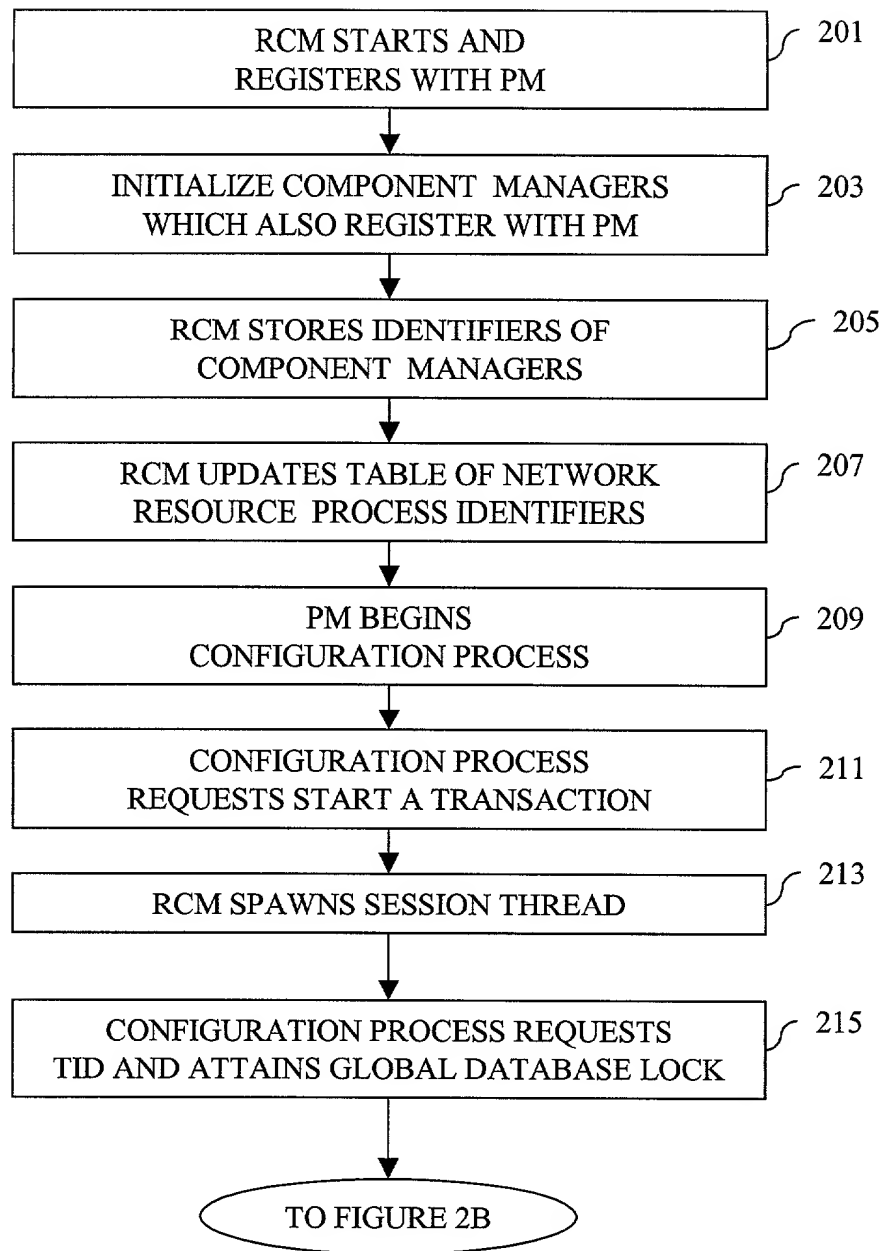 RCM STARTS AND
REGISTERS WITH PM
201
INITIALIZE COMPONENT MANAGERS
WHICH ALSO REGISTER WITH PM
203
RCM STORES IDENTIFIERS OF
COMPONENT MANAGERS
205
RCM UPDATES TABLE OF NETWORK
RESOURCE PROCESS IDENTIFIERS
207
PM BEGINS
CONFIGURATION PROCESS
209
CONFIGURATION PROCESS
REQUESTS START A TRANSACTION
211
RCM SPAWNS SESSION THREAD
213
CONFIGURATION PROCESS REQUESTS
TID AND ATTAINS GLOBAL DATABASE LOCK
215
TO FIGURE 2B